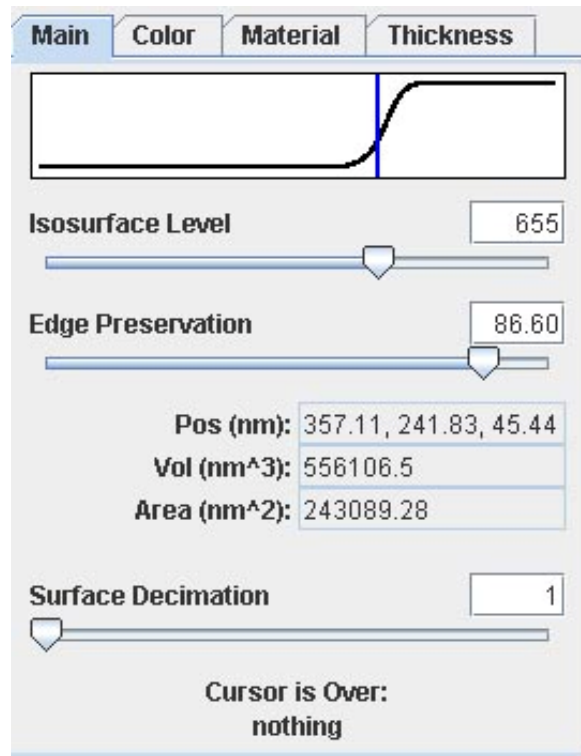 Main Color Material Thickness
Isosurface Level 655
Edge Preservation 86.60
Pos (nm): 357.11, 241.83, 45.44
Vol (nm^3): 556106.5
Area (nm^2): 243089.28
Surface Decimation 1
Cursor is Over:
nothing